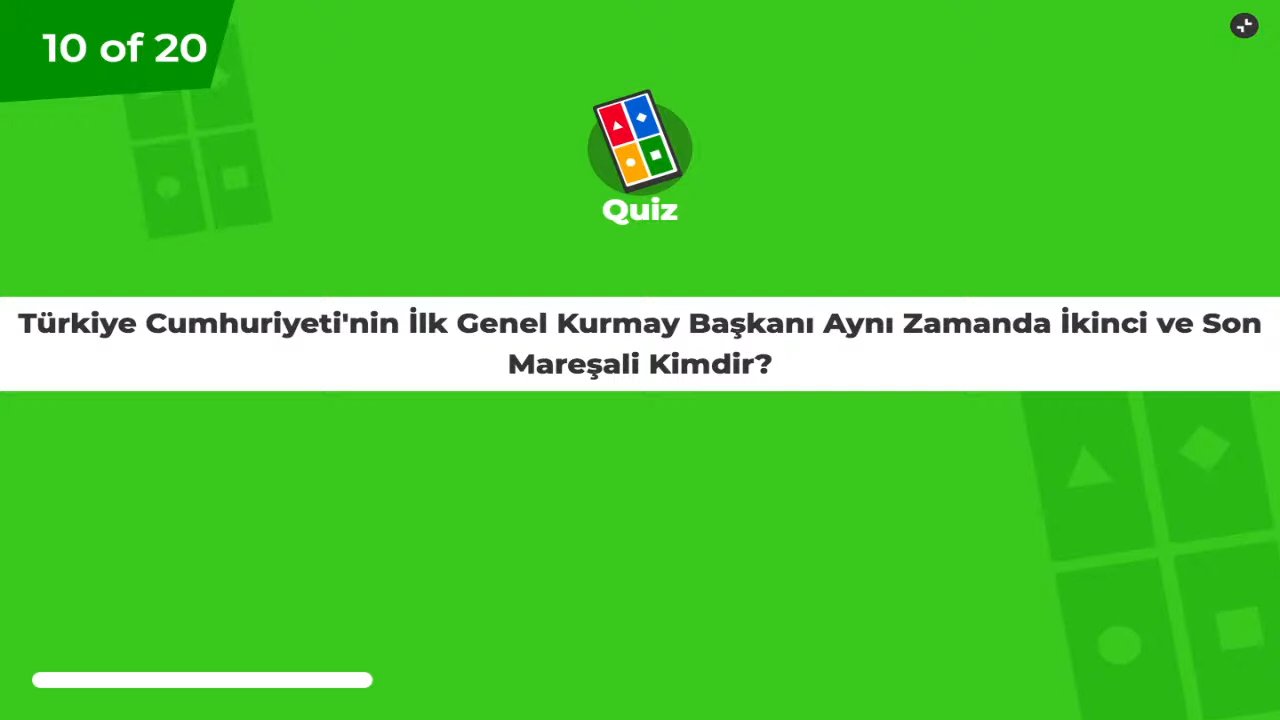 10 of 20
Quiz
Türkiye Cumhuriyeti'nin İlk Genel Kurmay Başkanı Aynı Zamanda İkinci ve Son
Mareşali Kimdir?